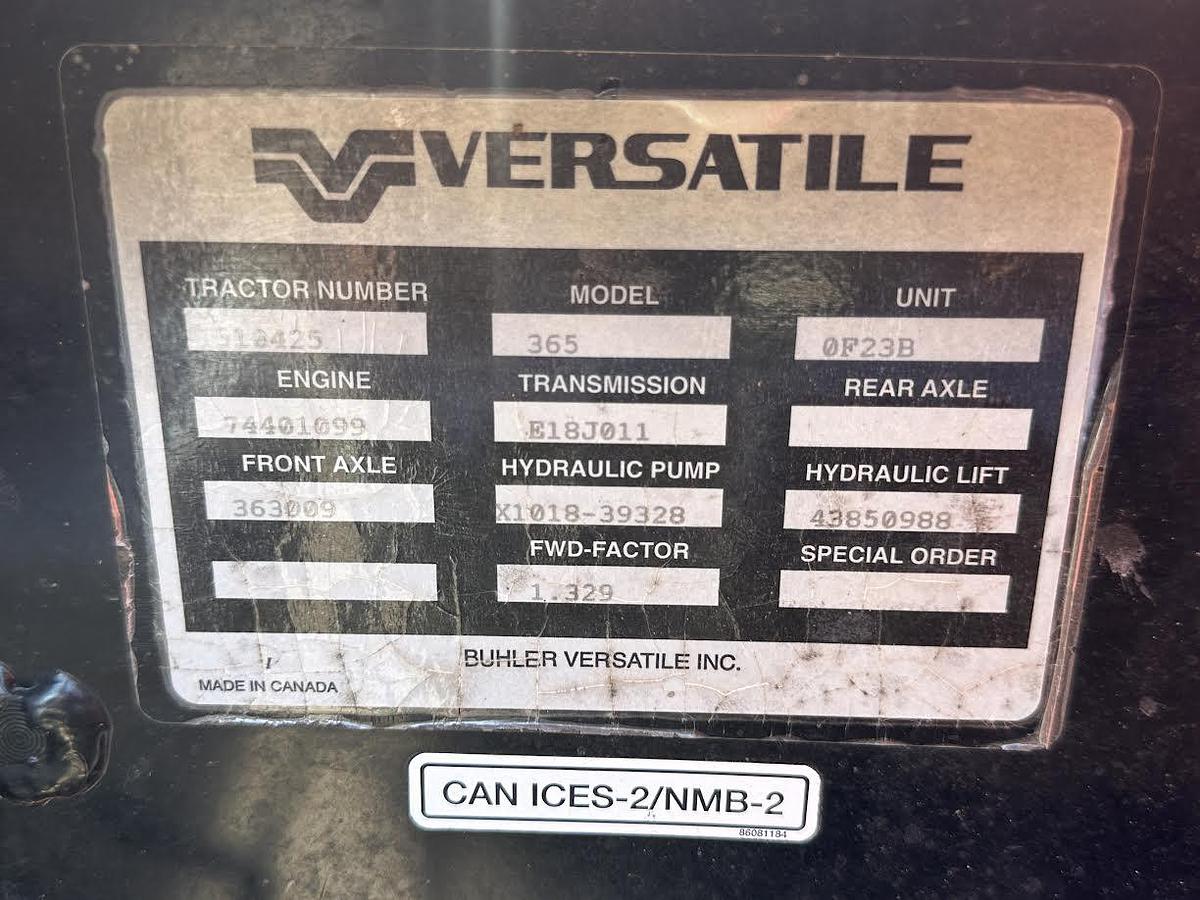 VERSATILE
TRACTOR NUMBER MODEL UNIT
510425 365 0F23B
ENGINE TRANSMISSION REAR AXLE
74401099 E18J011
FRONT AXLE HYDRAULIC PUMP HYDRAULIC LIFT
363009 X1018-39328 43850988
FWD-FACTOR SPECIAL ORDER
1.329
BUHLER VERSATILE INC.
MADE IN CANADA
CAN ICES-2/NMB-2
86081184